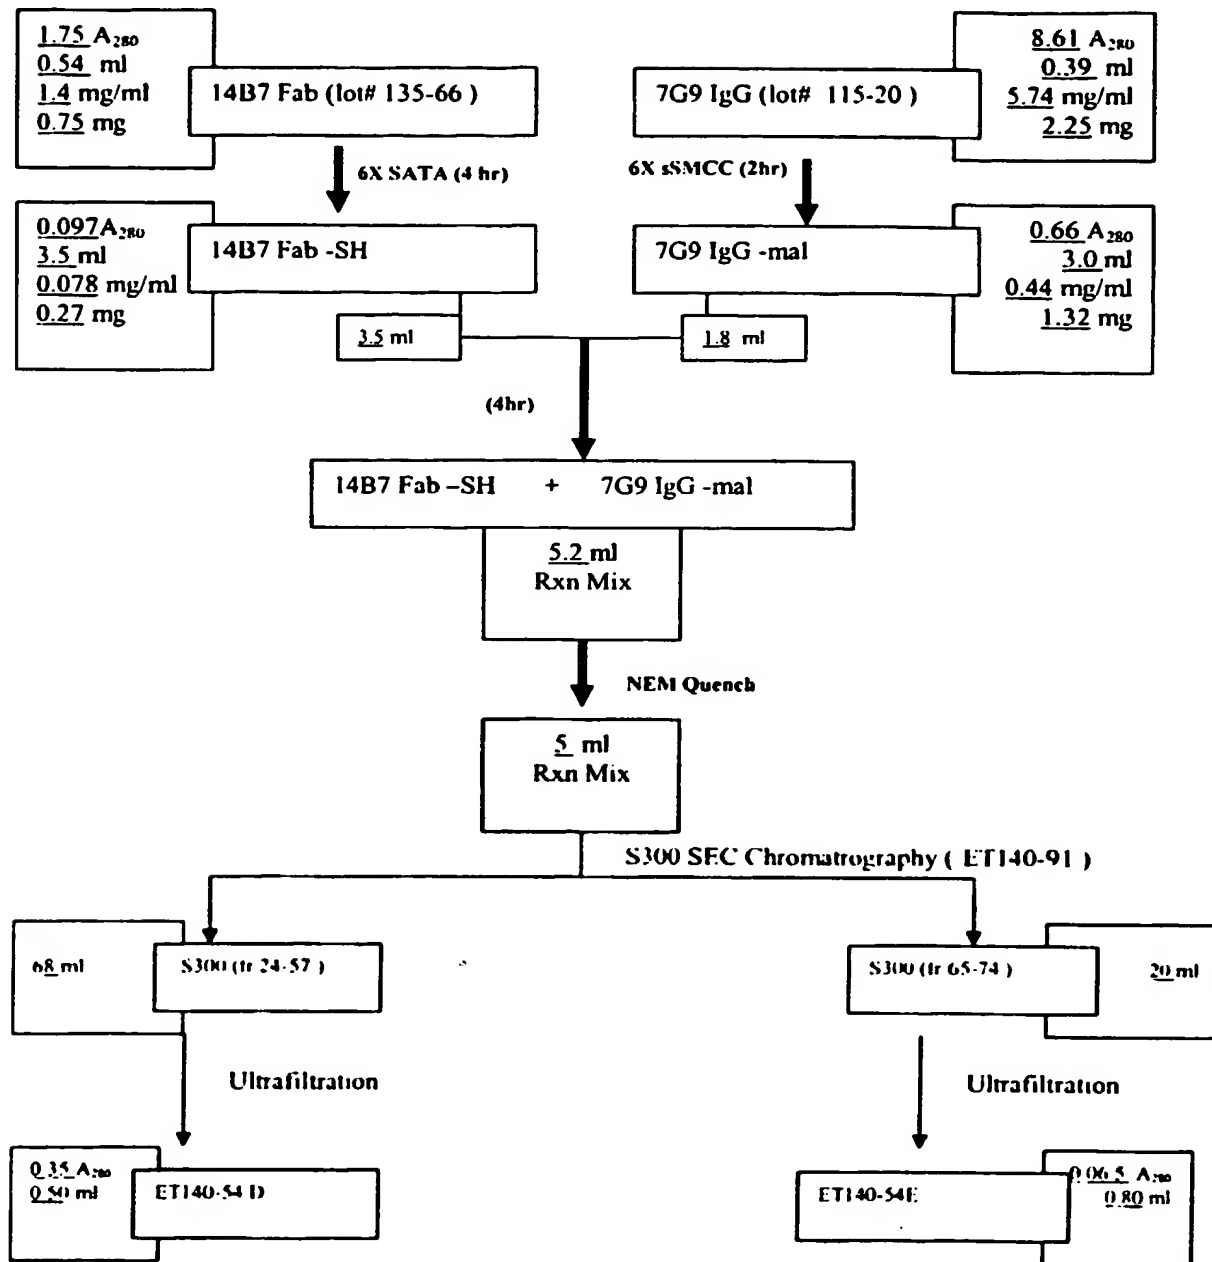 1.75 A280
0.54 ml
1.4 mg/ml
0.75 mg
14B7 Fab (lot# 135-66 )
7G9 IgG (lot# 115-20 )
8.61 A280
0.39 ml
5.74 mg/ml
2.25 mg
6X SATA (4 hr)
6X sSMCC (2hr)
0.097A280
3.5 ml
0.078 mg/ml
0.27 mg
14B7 Fab -SH
7G9 IgG -mal
0.66 A280
3.0 ml
0.44 mg/ml
1.32 mg
3.5 ml
1.8 ml
(4hr)
14B7 Fab –SH + 7G9 IgG -mal
5.2 ml
Rxn Mix
NEM Quench
5 ml
Rxn Mix
S300 SEC Chromatrography ( ET140-91 )
68 ml
S300 (fr 24-57 )
S300 (fr 65-74 )
20 ml
Ultrafiltration
Ultrafiltration
0.35 A280
0.50 ml
ET140-54 D
ET140-54E
0.065 A280
0.80 ml